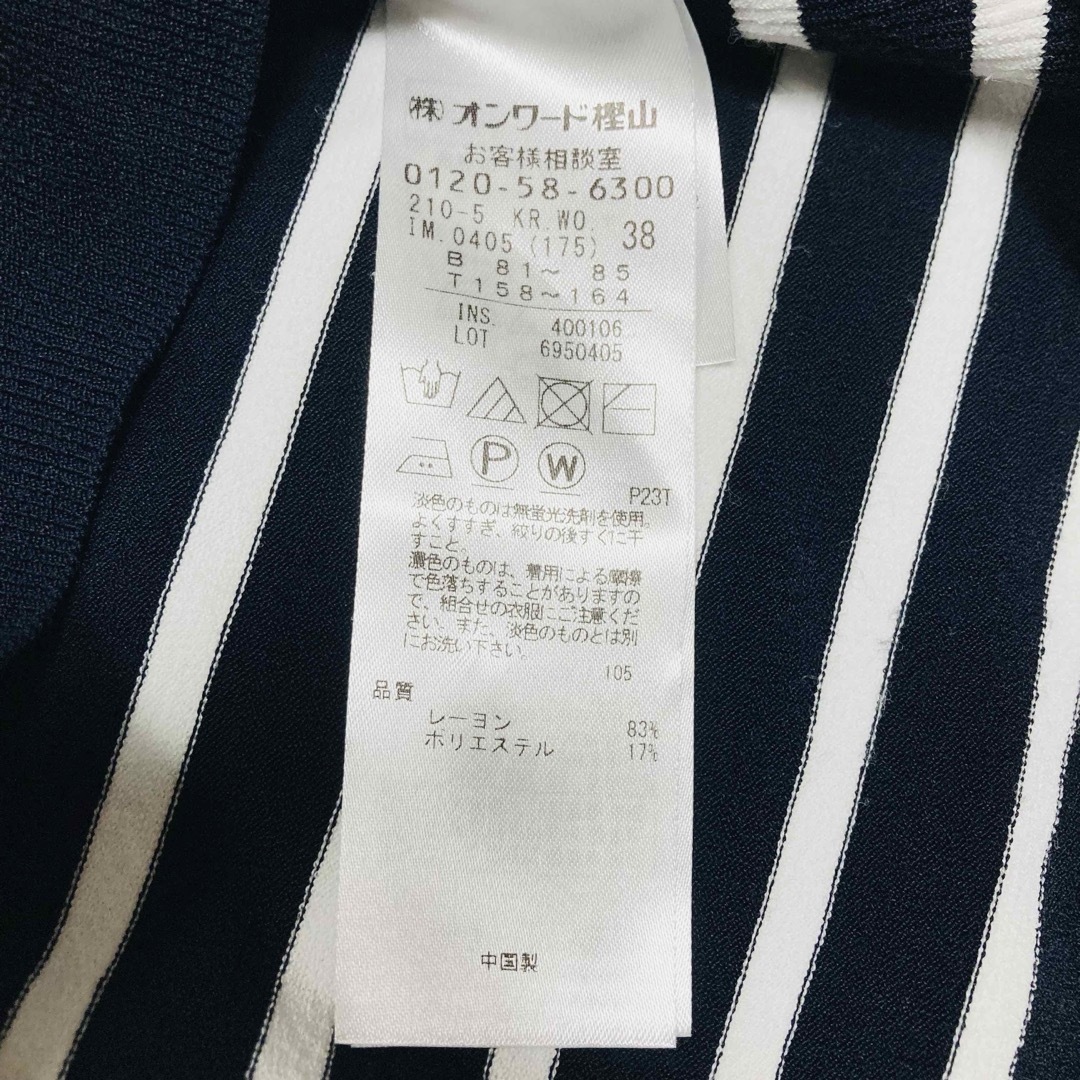 (株)オンワード樫山
お客様相談室
0120-58-6300
210-5 KR.WO. 38
IM.0405 (175)
B 81～ 85
T158～164
INS. 400106
LOT 6950405
P
W
P23T
淡色のものは無蛍光洗剤を使用。
よくすすぎ、絞りの後すぐに干
すこと。
濃色のものは、着用による摩擦
で色落ちすることがありますの
で、組合せの衣服にご注意くだ
さい。また、淡色のものとは別
にお洗い下さい。
105
品質
レーヨン 83%
ポリエステル 17%
中国製